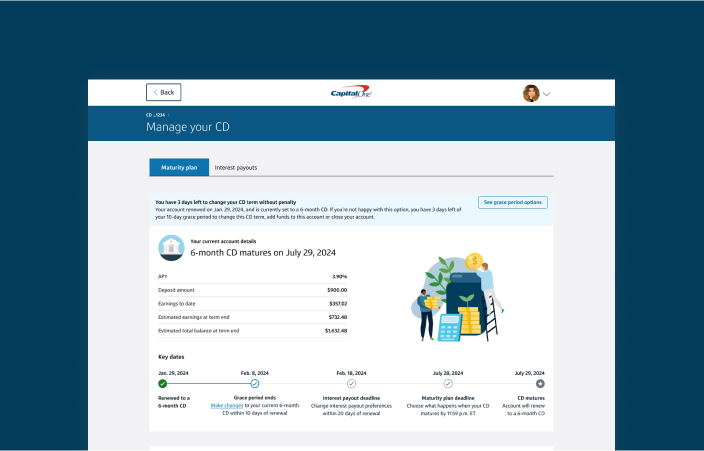 Back
Capital One
CD ...1234
Manage your CD
Maturity plan
Interest payouts
You have 3 days left to change your CD term without penalty
Your account renewed on Jan. 29, 2024, and is currently set to a 6-month CD. If you're not happy with this option, you have 3 days left of
your 10-day grace period to change this CD term, add funds to this account or close your account.
See grace period options
Your current account details
6-month CD matures on July 29, 2024
APY 3.90%
Deposit amount $900.00
Earnings to date $357.02
Estimated earnings at term end $732.48
Estimated total balance at term end $1,632.48
Key dates
Jan. 29, 2024
Renewed to a
6-month CD
Feb. 8, 2024
Grace period ends
Make changes to your current 6-month
CD within 10 days of renewal
Feb. 18, 2024
Interest payout deadline
Change interest payout preferences
within 20 days of renewal
July 28, 2024
Maturity plan deadline
Choose what happens when your CD
matures by 11:59 p.m. ET
July 29, 2024
CD matures
Account will renew
to a 6-month CD